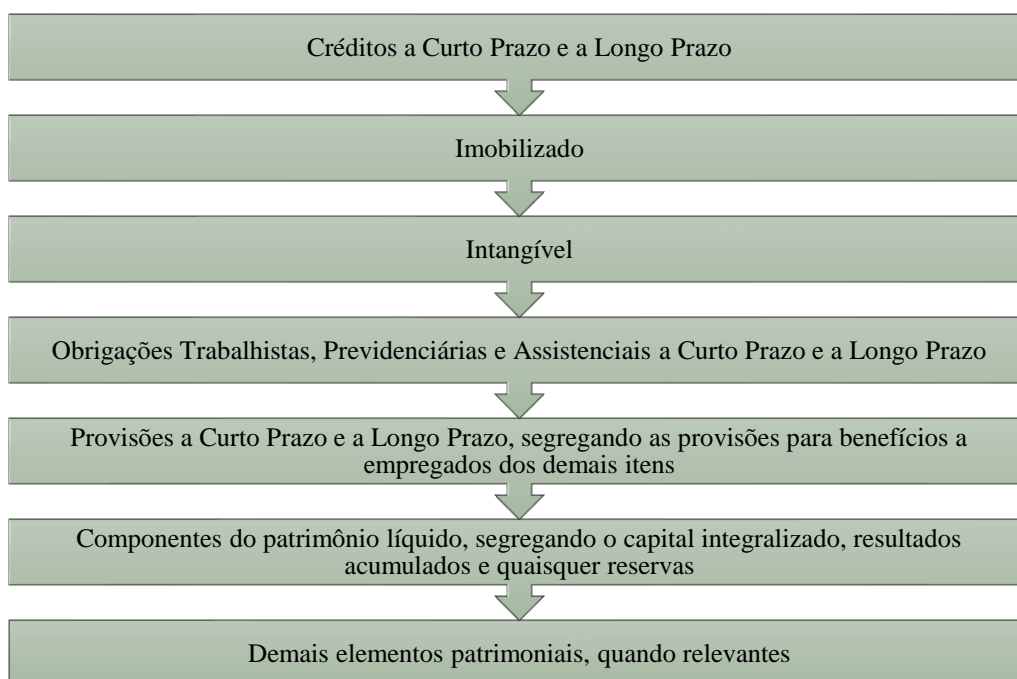 Créditos a Curto Prazo e a Longo Prazo
Imobilizado
Intangível
Obrigações Trabalhistas, Previdenciárias e Assistenciais a Curto Prazo e a Longo Prazo
Provisões a Curto Prazo e a Longo Prazo, segregando as provisões para benefícios a
empregados dos demais itens
Componentes do patrimônio líquido, segregando o capital integralizado, resultados
acumulados e quaisquer reservas
Demais elementos patrimoniais, quando relevantes